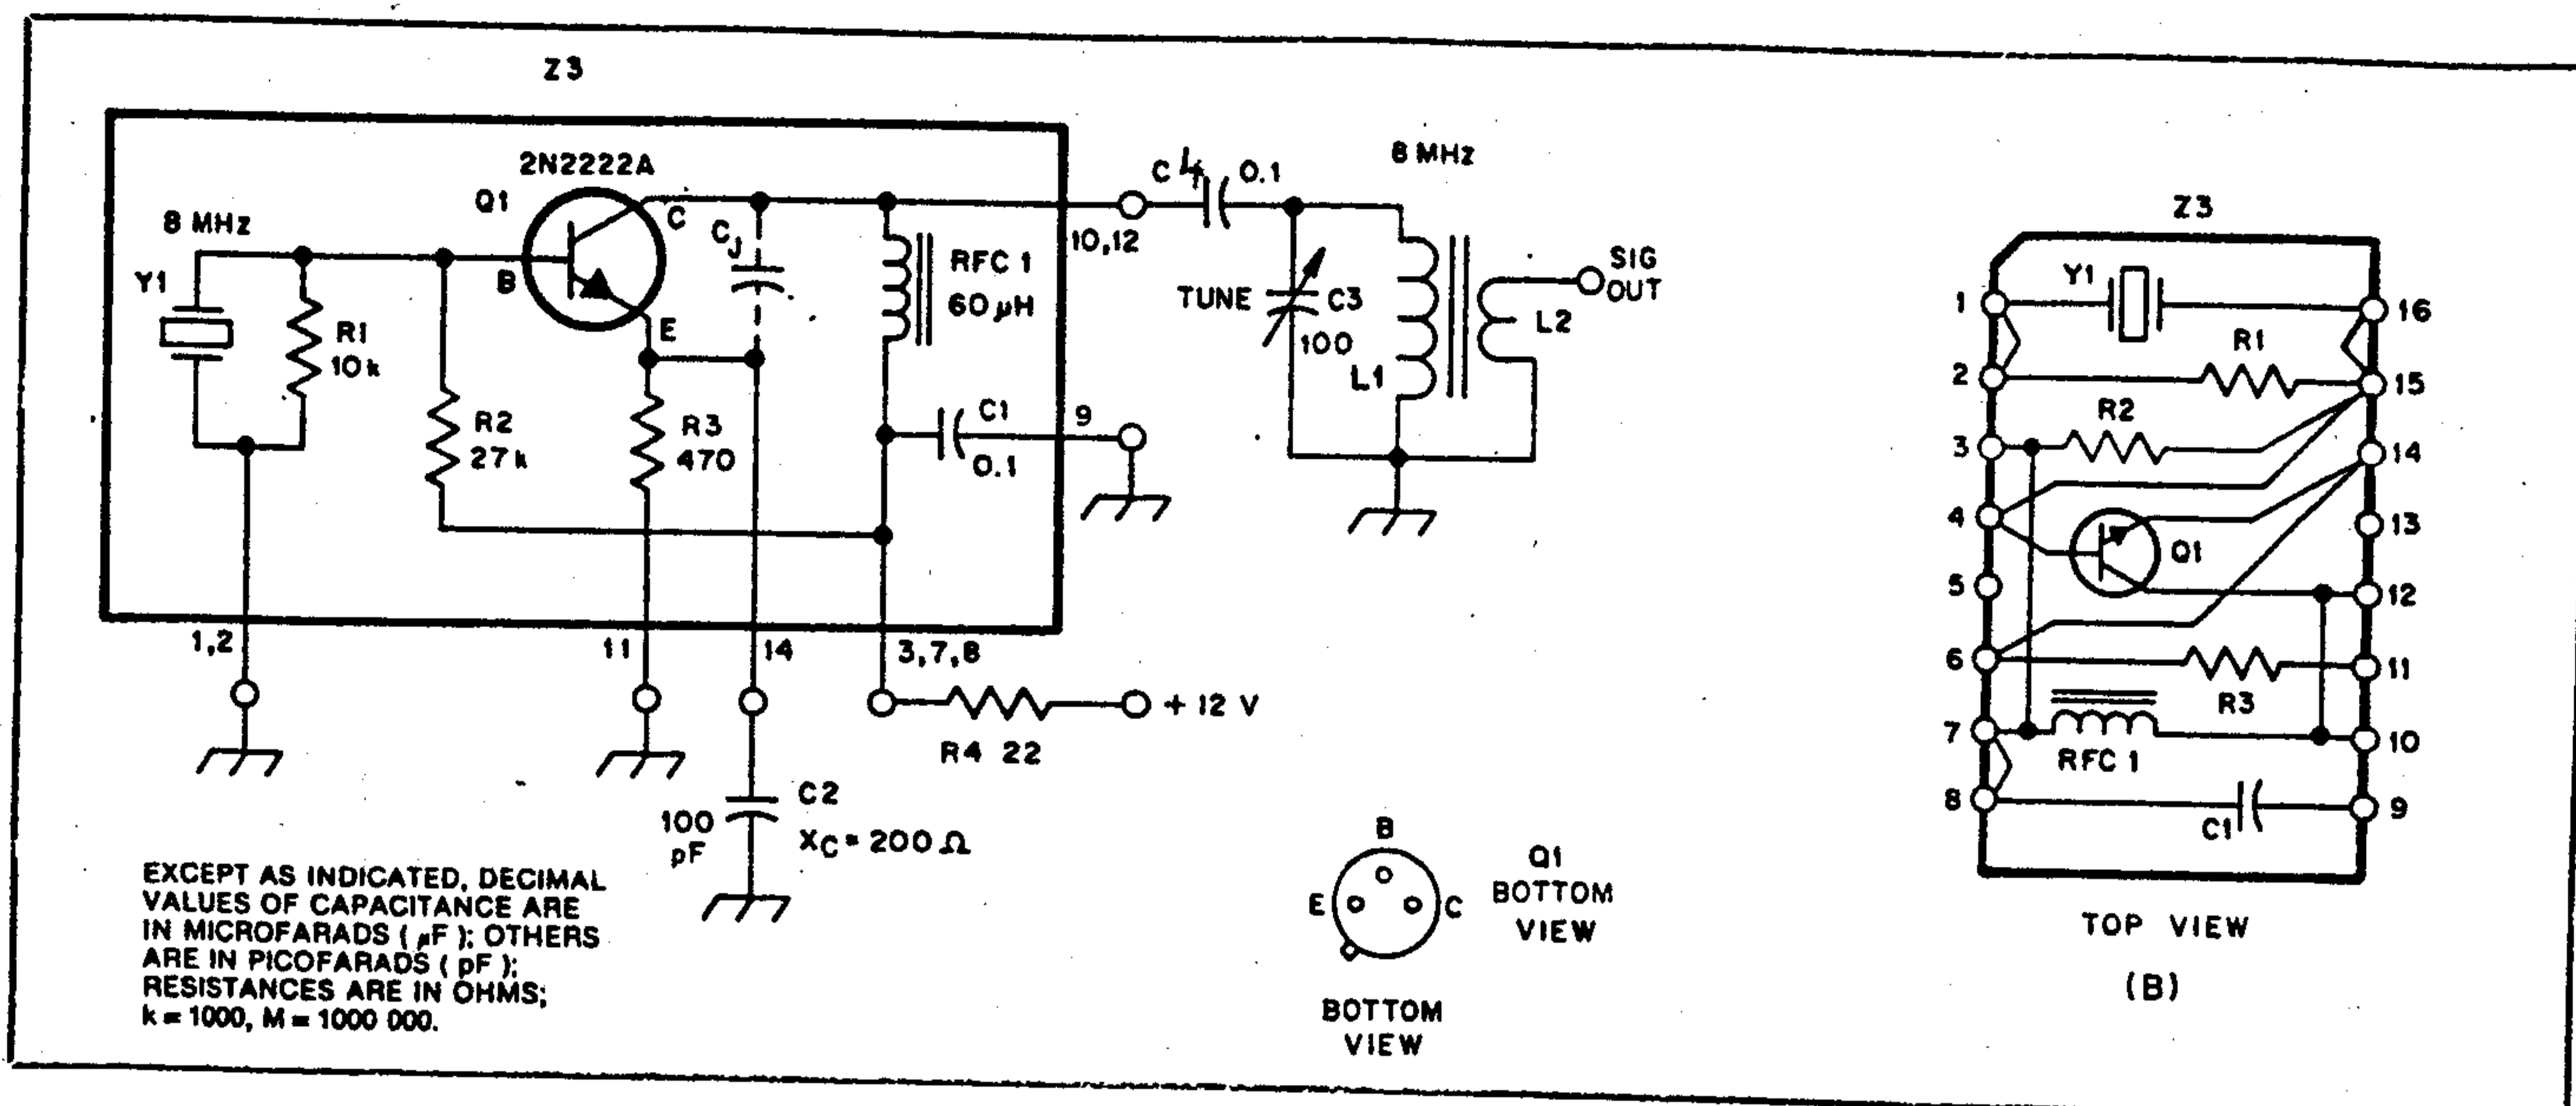 Z3
2N2222A
Q1
8 MHz
Y1
R1
10k
B
C
E
CJ
RFC 1
60 μH
R2
27k
R3
470
C1
0.1
9
10,12
1,2
11
14
3,7,8
R4 22
+ 12 V
100
pF
C2
XC = 200 Ω
C4 0.1
8 MHz
TUNE
C3
100
L1
L2
SIG
OUT
EXCEPT AS INDICATED, DECIMAL
VALUES OF CAPACITANCE ARE
IN MICROFARADS ( μF ); OTHERS
ARE IN PICOFARADS ( pF );
RESISTANCES ARE IN OHMS;
k = 1000, M = 1000 000.
B
E
C
Q1
BOTTOM
VIEW
BOTTOM
VIEW
Z3
1
Y1
16
2
R1
15
3
R2
14
4
13
Q1
5
12
6
11
R3
7
10
RFC 1
8
C1
9
TOP VIEW
(B)